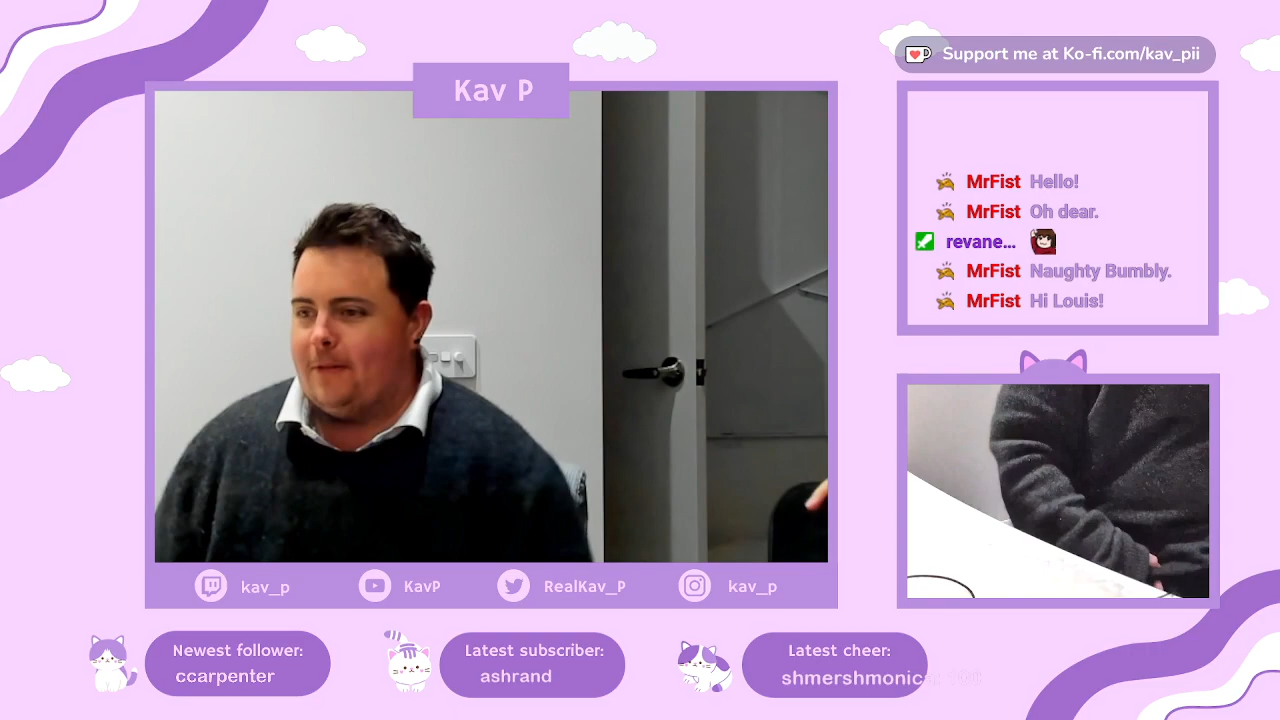 Support me at Ko-fi.com/kav_pii
Kav P
MrFist Hello!
MrFist Oh dear.
revane...
MrFist Naughty Bumbly.
MrFist Hi Louis!
kav_p
KavP
RealKav_P
kav_p
Newest follower:
ccarpenter
Latest subscriber:
ashrand
Latest cheer:
shmershmonica: